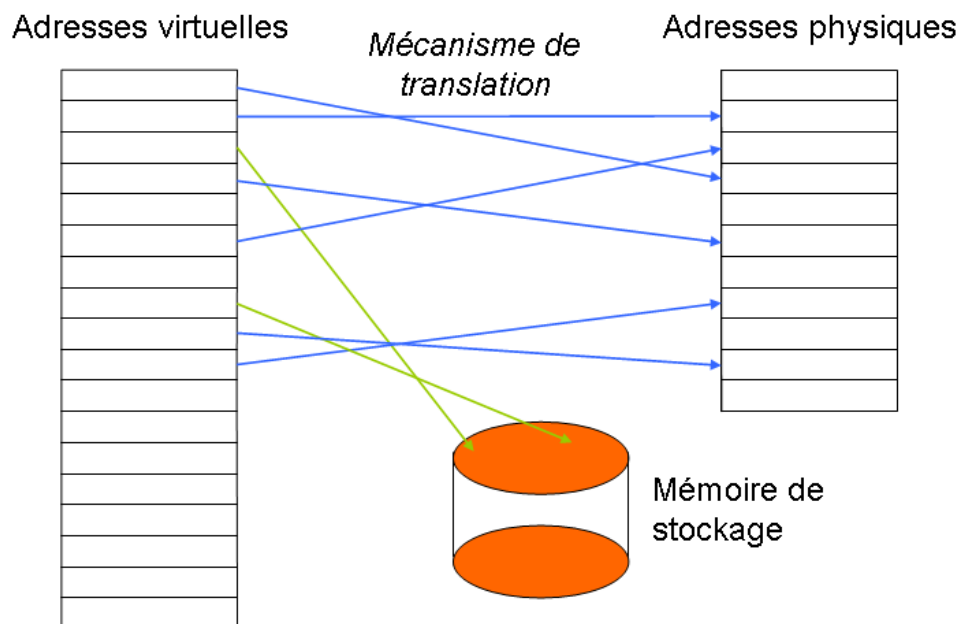 Adresses virtuelles
Mécanisme de
translation
Adresses physiques
Mémoire de
stockage